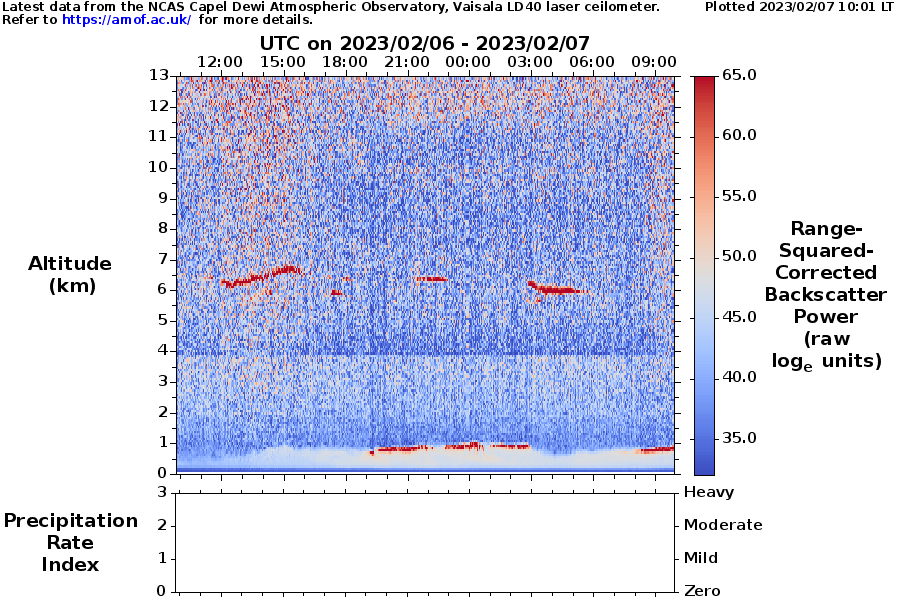 Latest data from the NCAS Capel Dewi Atmospheric Observatory, Vaisala LD40 laser ceilometer.
Plotted 2023/02/07 10:01 LT
Refer to https://amof.ac.uk/ for more details.
UTC on 2023/02/06 - 2023/02/07
12:00 15:00 18:00 21:00 00:00 03:00 06:00 09:00
13
12
11
10
9
8
7
6
5
4
3
2
1
0
Altitude
(km)
65.0
60.0
55.0
50.0
45.0
40.0
35.0
Range-
Squared-
Corrected
Backscatter
Power
(raw
loge units)
3
2
1
0
Precipitation
Rate
Index
Heavy
Moderate
Mild
Zero